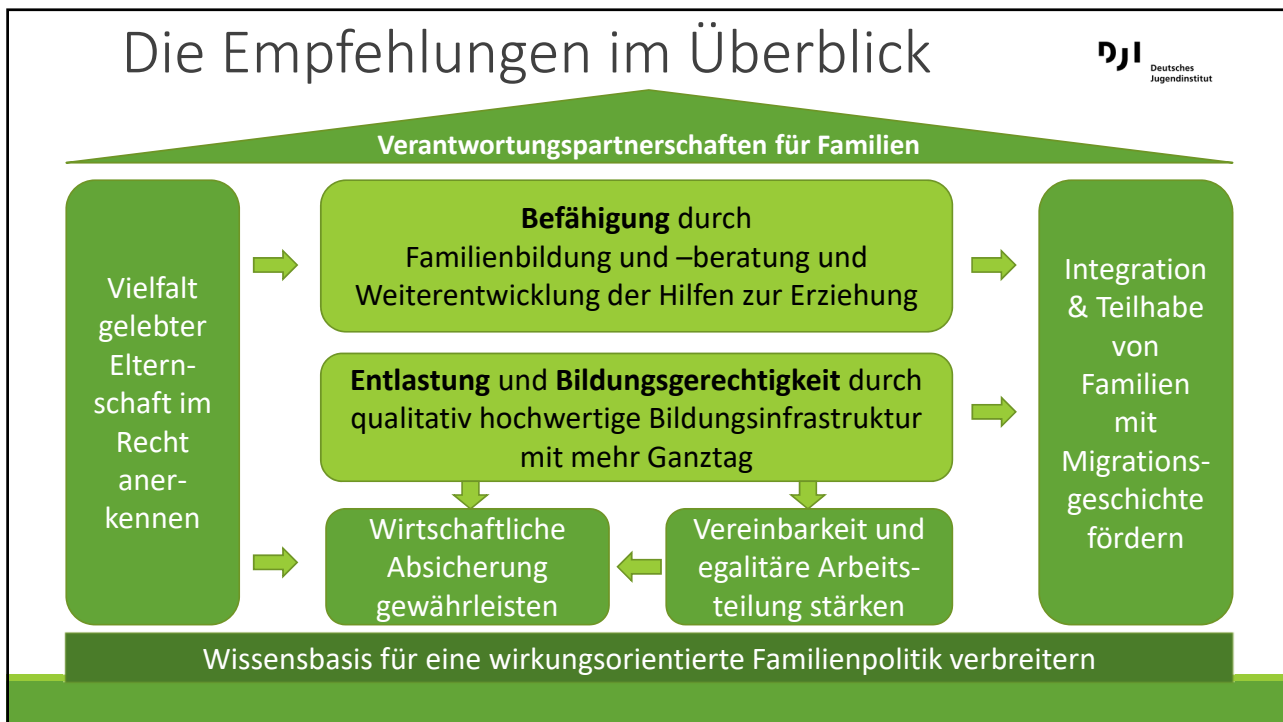 Die Empfehlungen im Überblick
DJI
Deutsches
Jugendinstitut
Verantwortungspartnerschaften für Familien
Vielfalt
gelebter
Eltern-
schaft im
Recht
aner-
kennen
Befähigung durch
Familienbildung und –beratung und
Weiterentwicklung der Hilfen zur Erziehung
Entlastung und Bildungsgerechtigkeit durch
qualitativ hochwertige Bildungsinfrastruktur
mit mehr Ganztag
Wirtschaftliche
Absicherung
gewährleisten
Vereinbarkeit und
egalitäre Arbeits-
teilung stärken
Integration
& Teilhabe
von
Familien
mit
Migrations-
geschichte
fördern
Wissensbasis für eine wirkungsorientierte Familienpolitik verbreitern